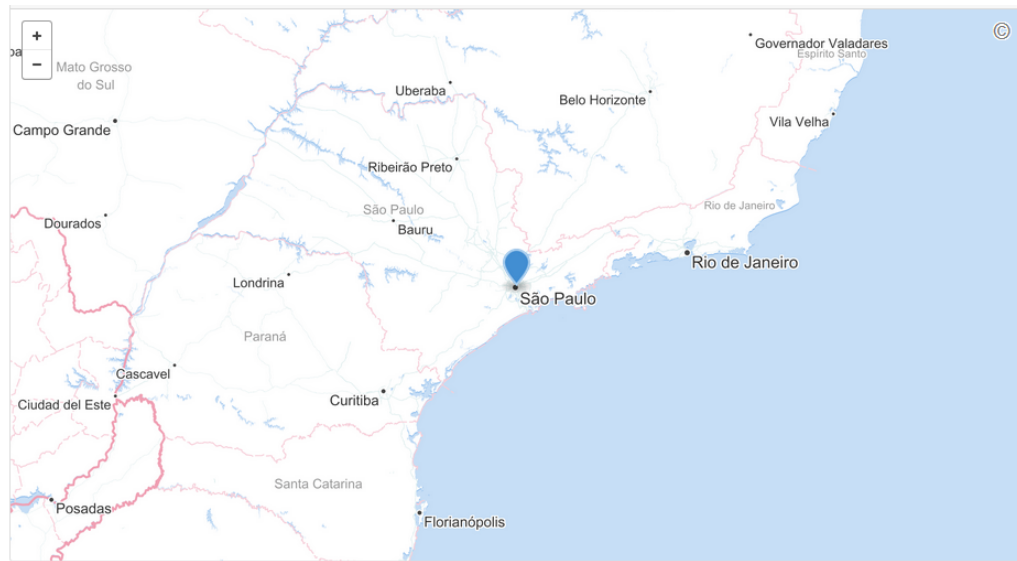 +
©
Governador Valadares
Espírito Santo
Mato Grosso
do Sul
Uberaba
Belo Horizonte
Vila Velha
Campo Grande
Ribeirão Preto
São Paulo
Rio de Janeiro
Dourados
Bauru
Rio de Janeiro
Londrina
São Paulo
Paraná
Cascavel
Curitiba
Ciudad del Este
Santa Catarina
Posadas
Florianópolis